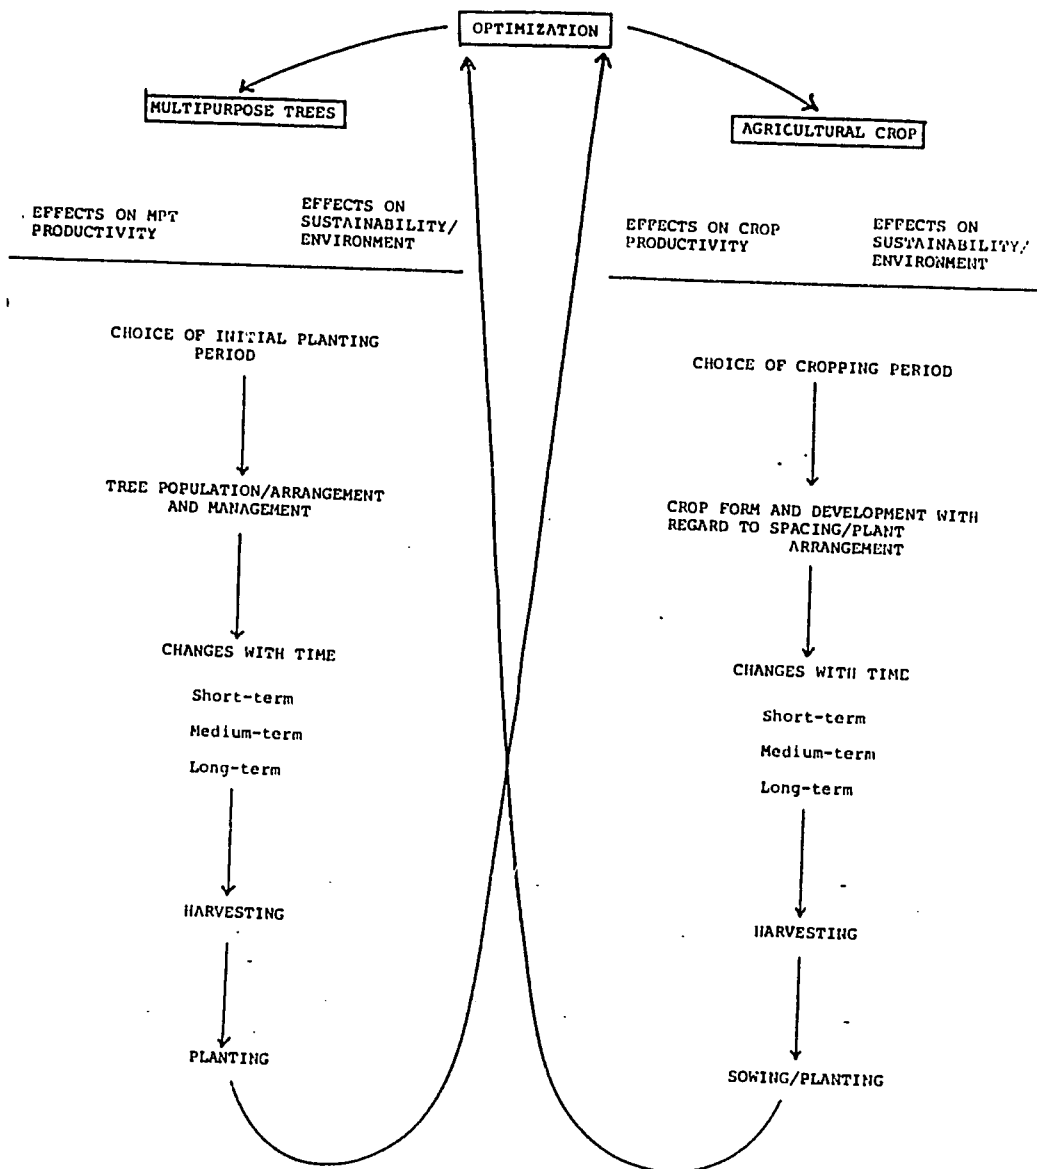 OPTIMIZATION
MULTIPURPOSE TREES
EFFECTS ON MPT
PRODUCTIVITY
EFFECTS ON
SUSTAINABILITY/
ENVIRONMENT
CHOICE OF INITIAL PLANTING
PERIOD
TREE POPULATION/ARRANGEMENT
AND MANAGEMENT
CHANGES WITH TIME
Short-term
Medium-term
Long-term
HARVESTING
PLANTING
AGRICULTURAL CROP
EFFECTS ON CROP
PRODUCTIVITY
EFFECTS ON
SUSTAINABILITY/
ENVIRONMENT
CHOICE OF CROPPING PERIOD
CROP FORM AND DEVELOPMENT WITH
REGARD TO SPACING/PLANT
ARRANGEMENT
CHANGES WITH TIME
Short-term
Medium-term
Long-term
HARVESTING
SOWING/PLANTING